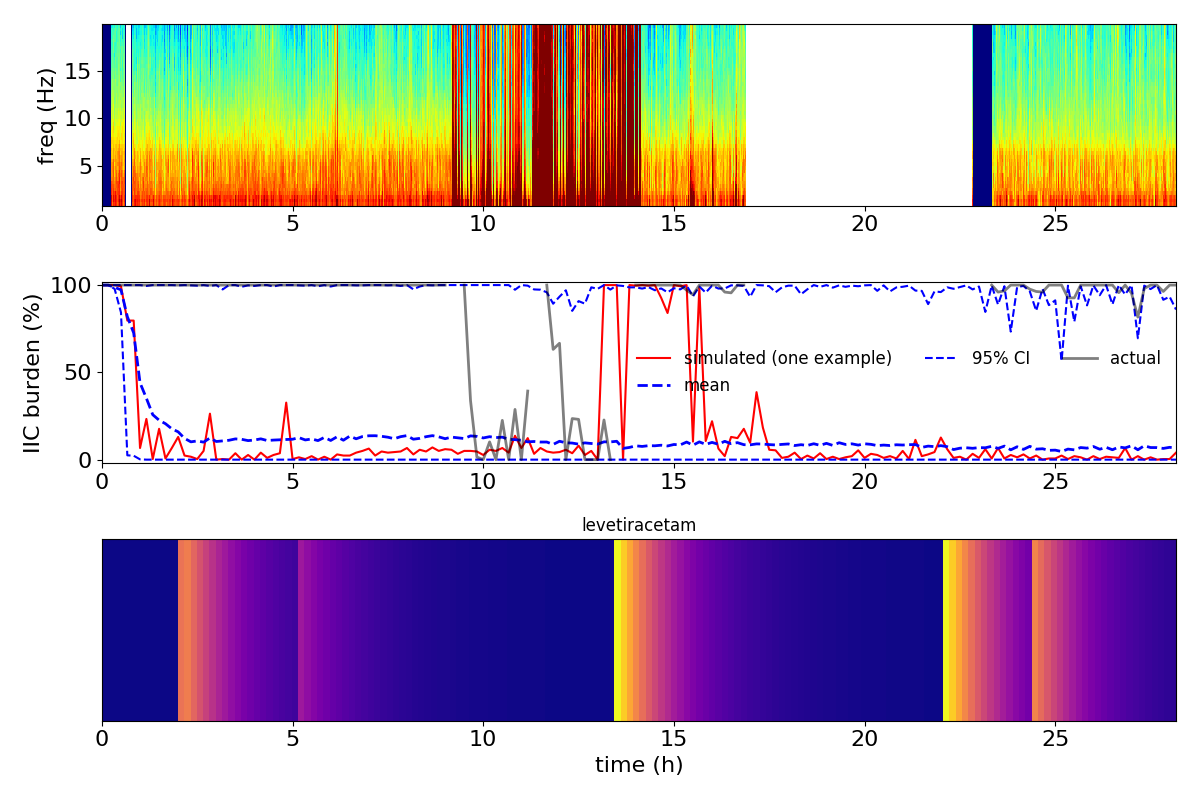 freq (Hz)
15
10
5
0 5 10 15 20 25
IIC burden (%)
100
50
0
simulated (one example) 95% CI actual
mean
0 5 10 15 20 25
levetiracetam
0 5 10 15 20 25
time (h)